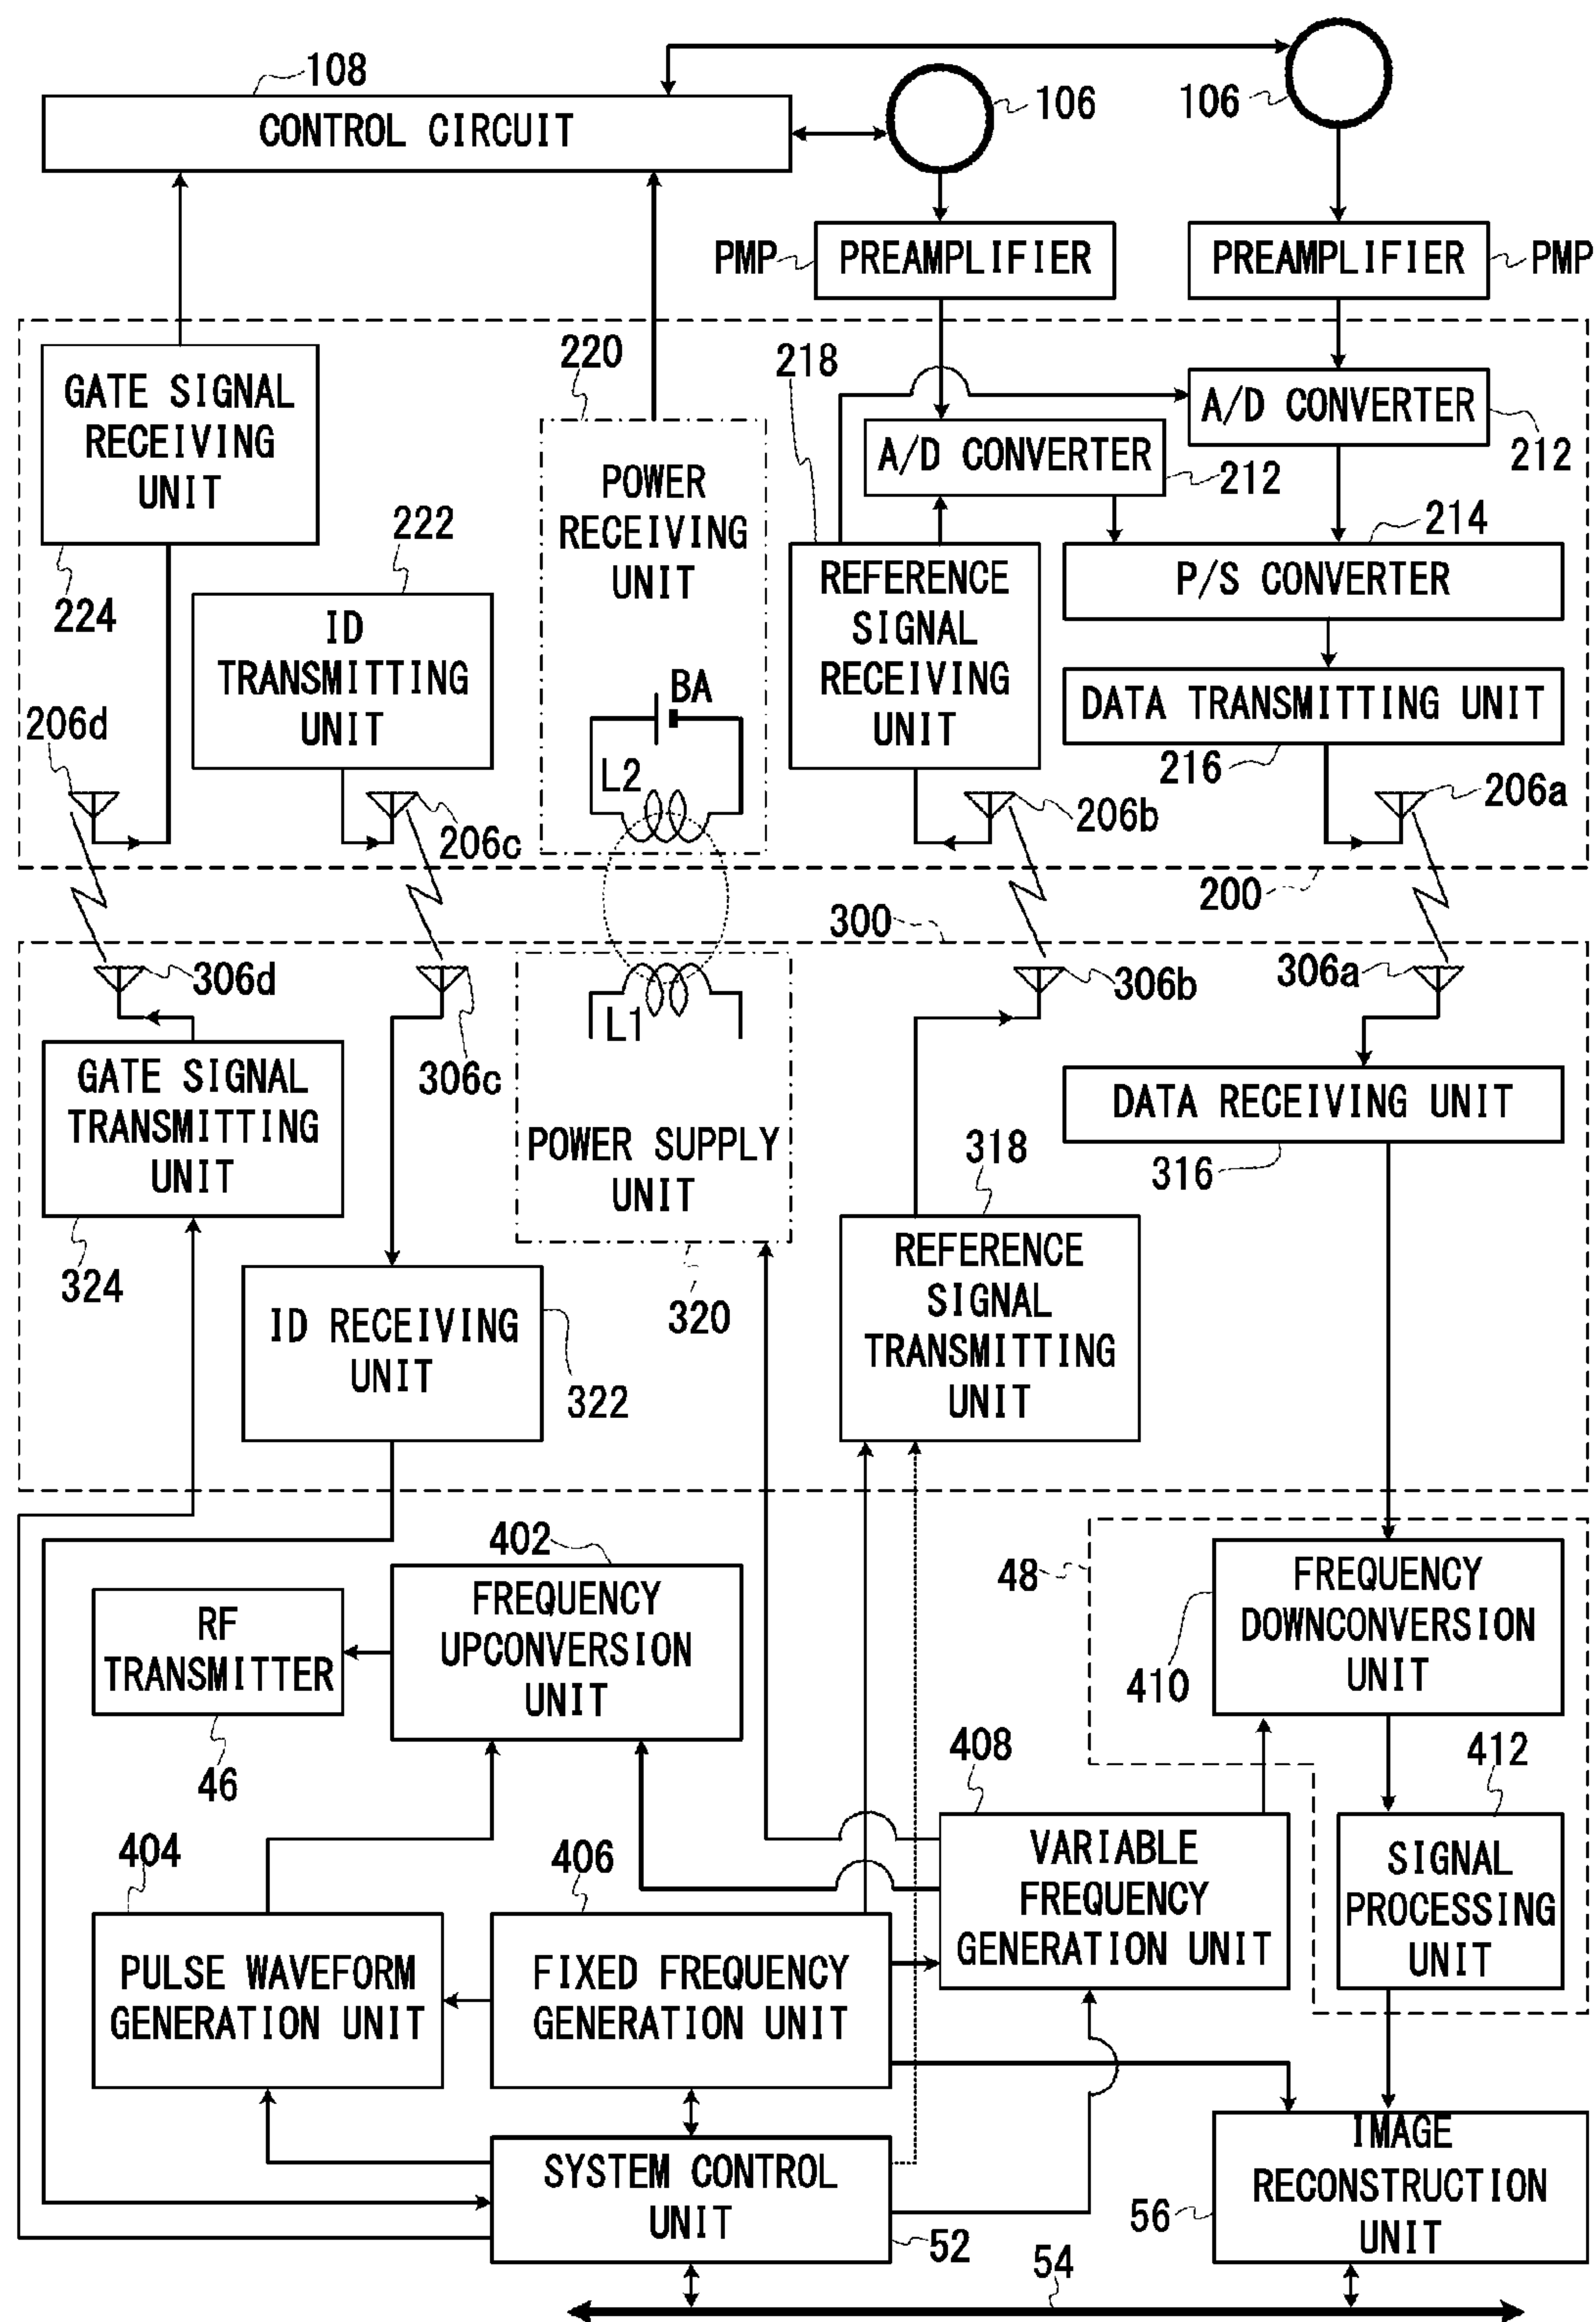 108
CONTROL CIRCUIT
106
106
PMP
PREAMPLIFIER
PREAMPLIFIER
PMP
GATE SIGNAL
RECEIVING
UNIT
224
220
POWER
RECEIVING
UNIT
BA
L2
218
A/D CONVERTER
212
A/D CONVERTER
212
222
ID
TRANSMITTING
UNIT
REFERENCE
SIGNAL
RECEIVING
UNIT
214
P/S CONVERTER
DATA TRANSMITTING UNIT
216
206d
206c
206b
206a
200
300
306d
306c
L1
306b
306a
GATE SIGNAL
TRANSMITTING
UNIT
324
POWER SUPPLY
UNIT
320
318
DATA RECEIVING UNIT
316
ID RECEIVING
UNIT
322
REFERENCE
SIGNAL
TRANSMITTING
UNIT
402
FREQUENCY
UPCONVERSION
UNIT
RF
TRANSMITTER
46
48
FREQUENCY
DOWNCONVERSION
UNIT
410
408
VARIABLE
FREQUENCY
GENERATION UNIT
412
SIGNAL
PROCESSING
UNIT
404
PULSE WAVEFORM
GENERATION UNIT
406
FIXED FREQUENCY
GENERATION UNIT
SYSTEM CONTROL
UNIT
52
IMAGE
RECONSTRUCTION
UNIT
56
54